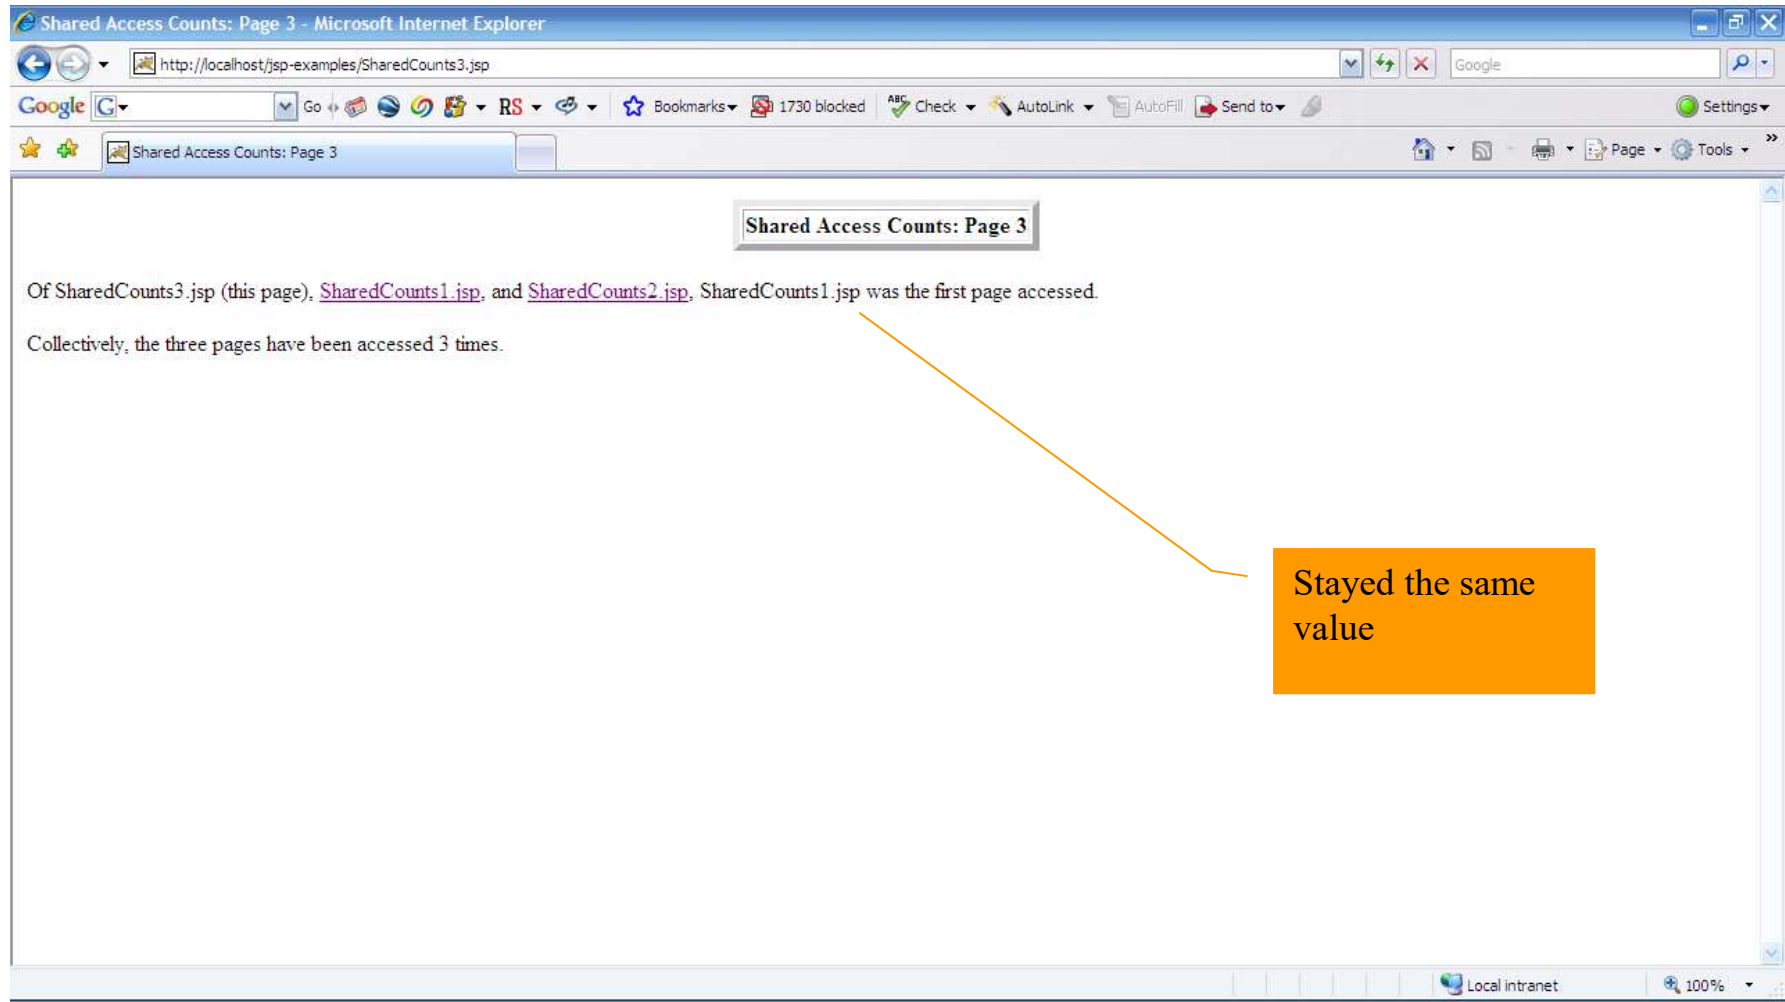 Shared Access Counts: Page 3 - Microsoft Internet Explorer
http://localhost/jsp-examples/SharedCounts3.jsp
Google
Google G Go RS Bookmarks 1730 blocked ABC Check AutoLink AutoFill Send to Settings
Shared Access Counts: Page 3
Page Tools
Shared Access Counts: Page 3
Of SharedCounts3.jsp (this page), SharedCounts1.jsp, and SharedCounts2.jsp, SharedCounts1.jsp was the first page accessed.
Collectively, the three pages have been accessed 3 times.
Stayed the same
value
Local intranet 100%